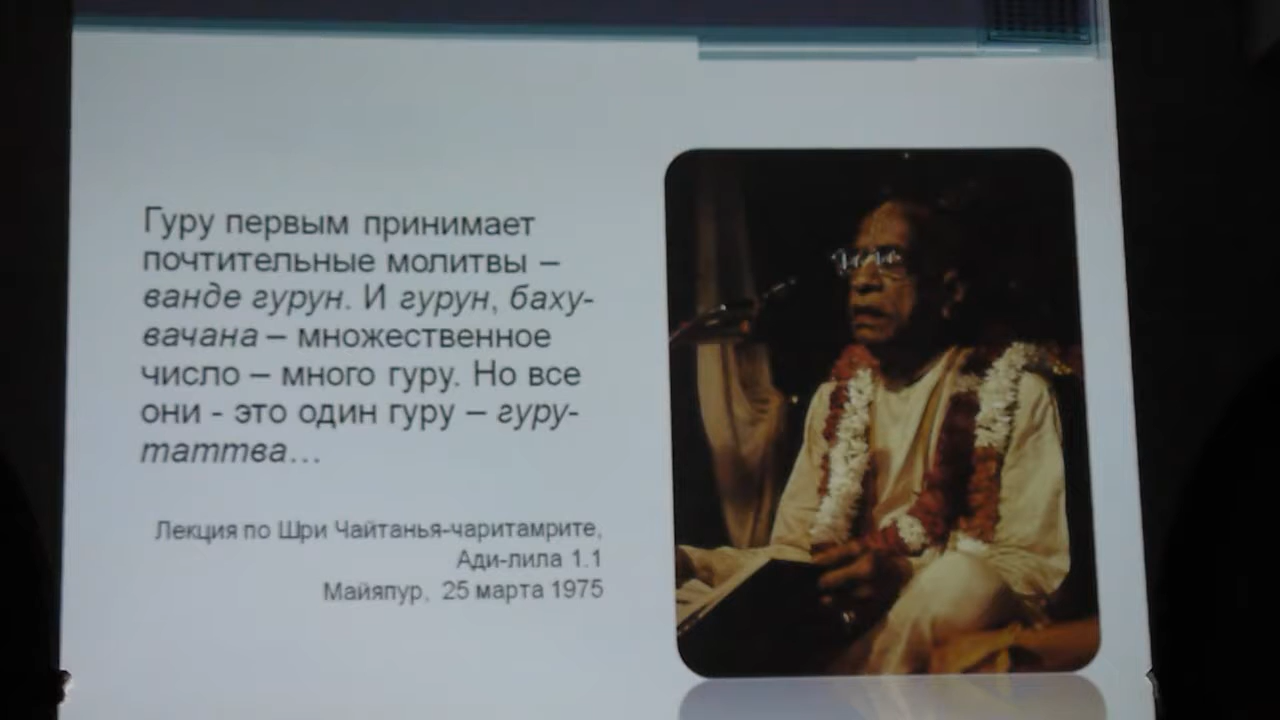 Гуру первым принимает
почтительные молитвы –
ванде гурун. И гурун, баху-
вачана – множественное
число – много гуру. Но все
они - это один гуру – гуру-
таттва…
Лекция по Шри Чайтанья-чаритамрите,
Ади-лила 1.1
Майяпур, 25 марта 1975